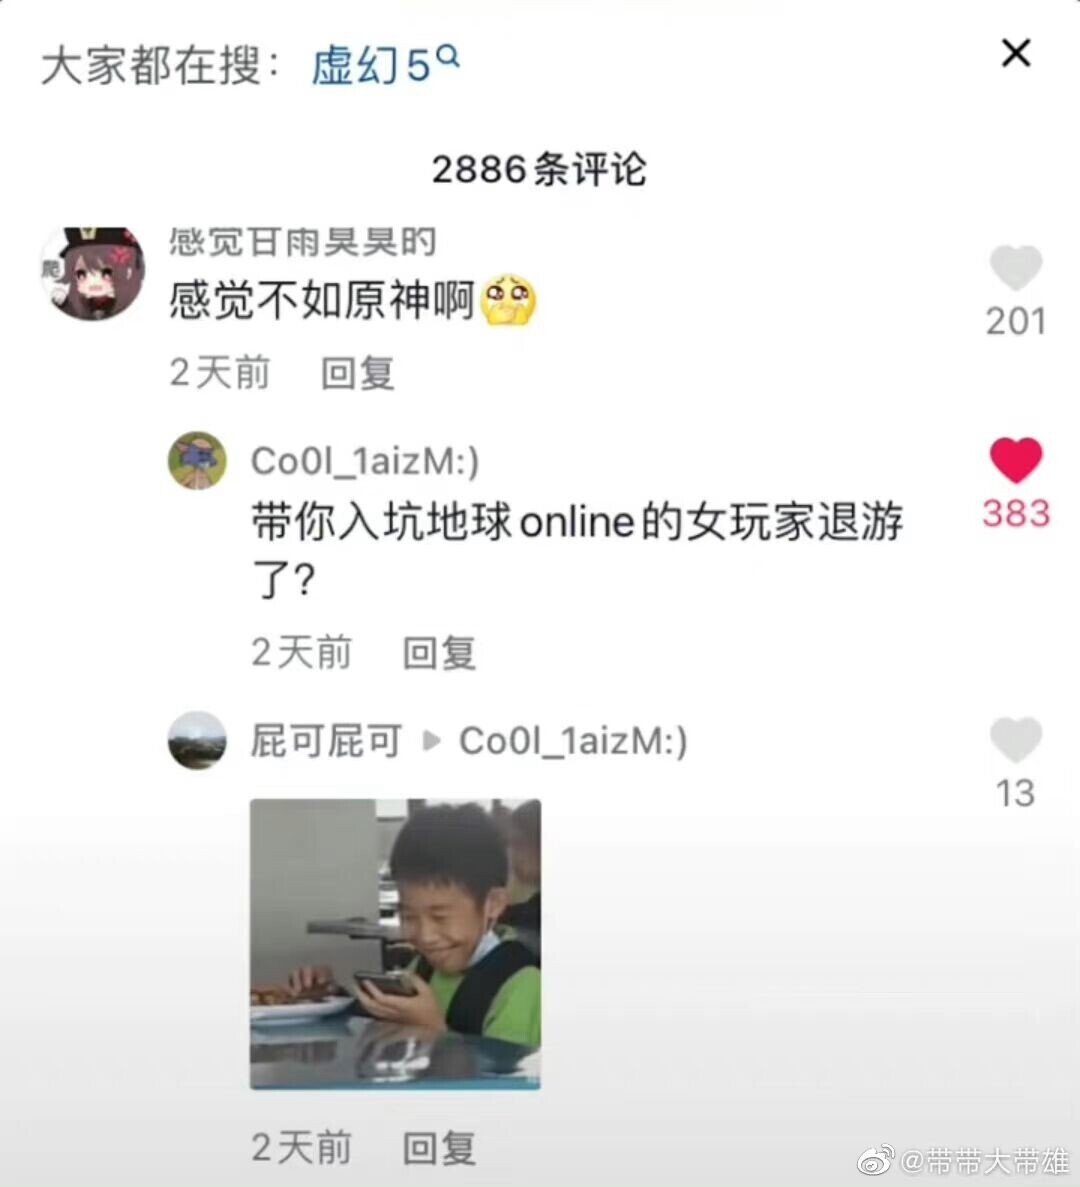 大家都在搜：虚幻5
2886条评论
感觉甘雨臭臭的
感觉不如原神啊
2天前 回复
201
Co0l_1aizM:)
带你入坑地球online的女玩家退游
了？
383
2天前 回复
屁可屁可 ▶ Co0l_1aizM:)
13
2天前 回复
@带带大带雄